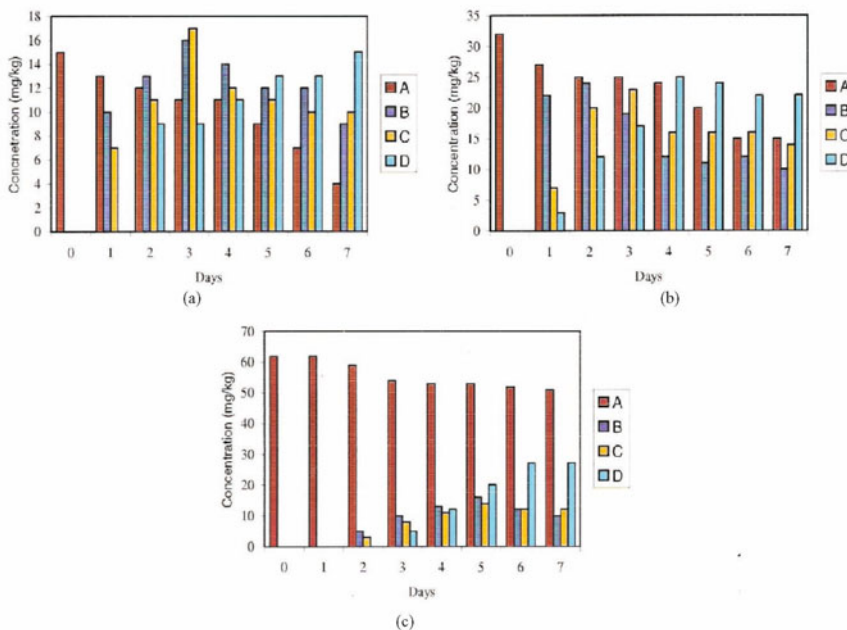 18
16
14
12
10
8
6
4
2
0
Concnetration (mg/kg)
0 1 2 3 4 5 6 7
Days
A
B
C
D
(a)
35
30
25
20
15
10
5
0
Concentration (mg/kg)
0 1 2 3 4 5 6 7
Days
A
B
C
D
(b)
70
60
50
40
30
20
10
0
Concentration (mg/kg)
0 1 2 3 4 5 6 7
Days
A
B
C
D
(c)